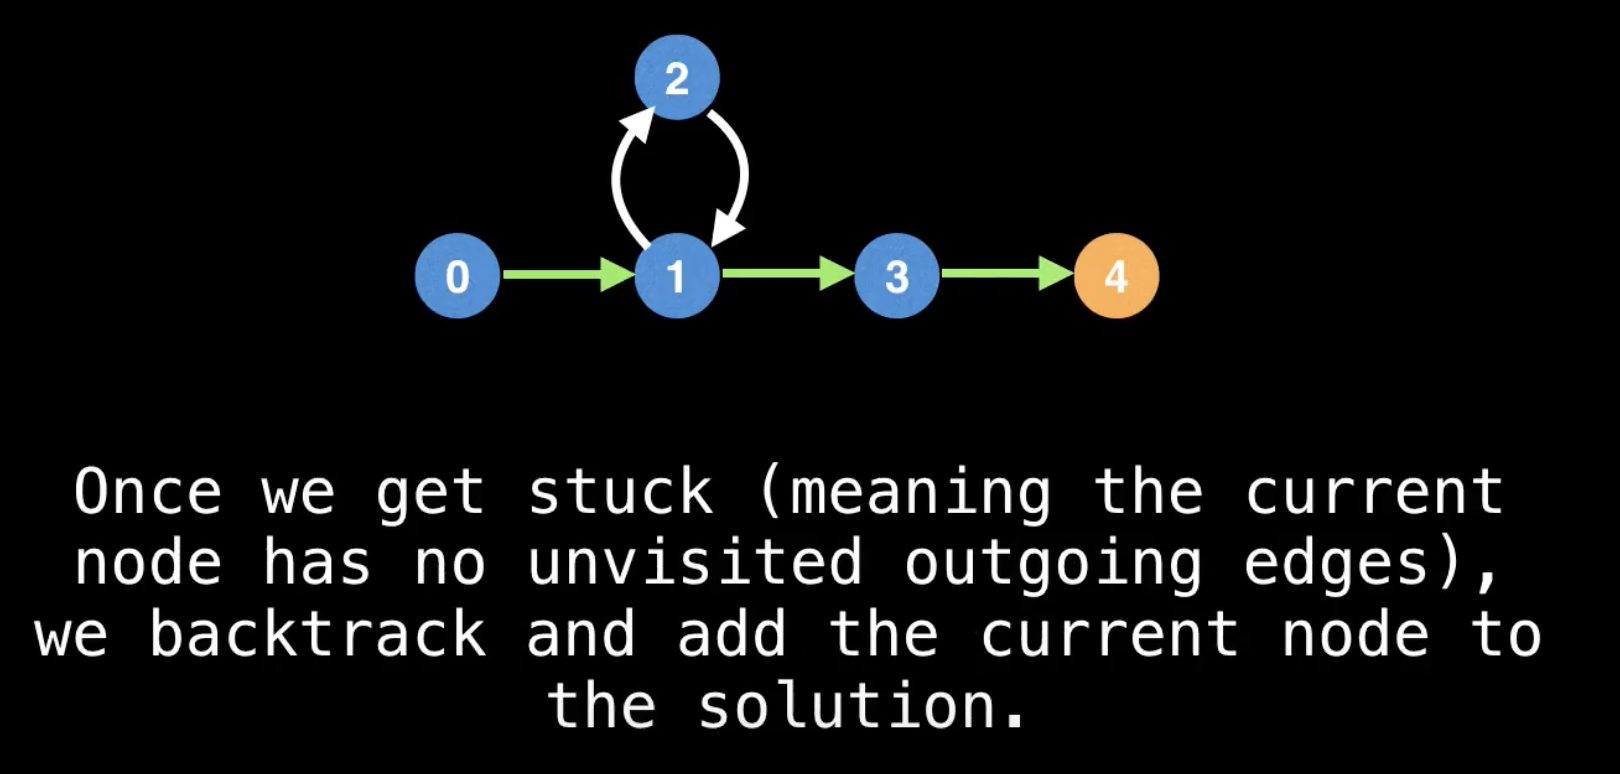 2
0 1 3 4
Once we get stuck (meaning the current
node has no unvisited outgoing edges),
we backtrack and add the current node to
the solution.